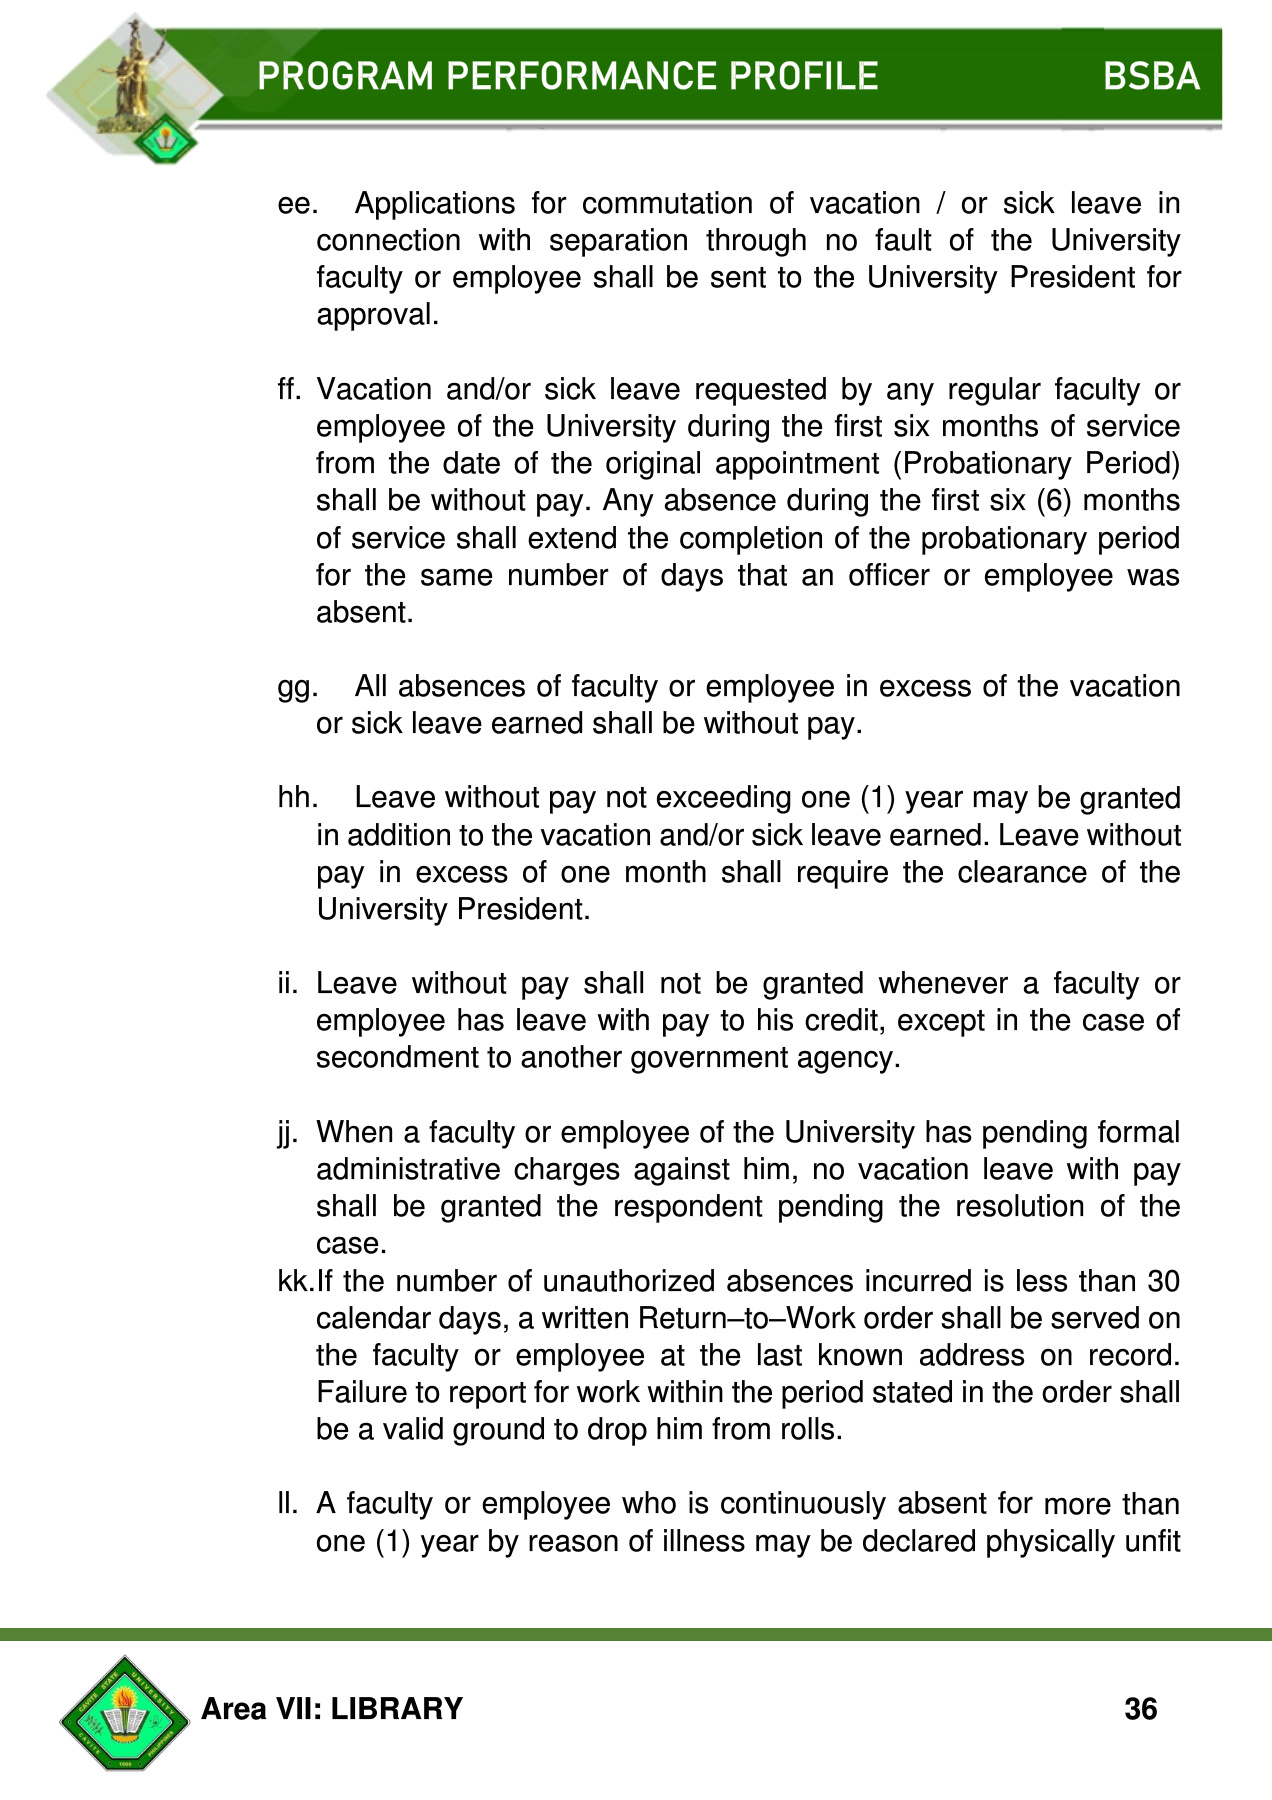 PROGRAM PERFORMANCE PROFILE BSBA
ee. Applications for commutation of vacation / or sick leave in
connection with separation through no fault of the University
faculty or employee shall be sent to the University President for
approval.
ff. Vacation and/or sick leave requested by any regular faculty or
employee of the University during the first six months of service
from the date of the original appointment (Probationary Period)
shall be without pay. Any absence during the first six (6) months
of service shall extend the completion of the probationary period
for the same number of days that an officer or employee was
absent.
gg. All absences of faculty or employee in excess of the vacation
or sick leave earned shall be without pay.
hh. Leave without pay not exceeding one (1) year may be granted
in addition to the vacation and/or sick leave earned. Leave without
pay in excess of one month shall require the clearance of the
University President.
ii. Leave without pay shall not be granted whenever a faculty or
employee has leave with pay to his credit, except in the case of
secondment to another government agency.
jj. When a faculty or employee of the University has pending formal
administrative charges against him, no vacation leave with pay
shall be granted the respondent pending the resolution of the
case.
kk.If the number of unauthorized absences incurred is less than 30
calendar days, a written Return–to–Work order shall be served on
the faculty or employee at the last known address on record.
Failure to report for work within the period stated in the order shall
be a valid ground to drop him from rolls.
ll. A faculty or employee who is continuously absent for more than
one (1) year by reason of illness may be declared physically unfit
CAVITE STATE UNIVERSITY
CAVITE 1906 PHILIPPINES
Area VII: LIBRARY 36